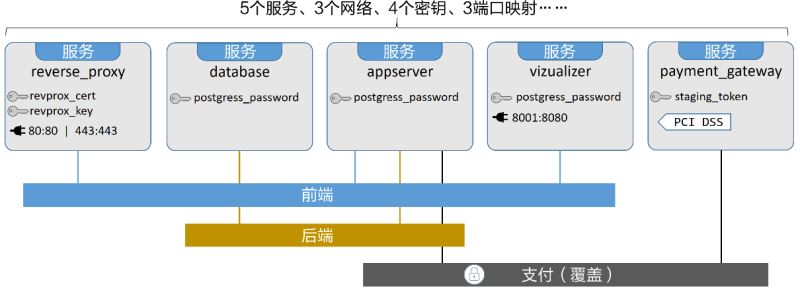 5个服务、3个网络、4个密钥、3端口映射……
服务
reverse_proxy
revprox_cert
revprox_key
80:80 | 443:443
服务
database
postgress_password
服务
appserver
postgress_password
服务
vizualizer
postgress_password
8001:8080
服务
payment_gateway
staging_token
PCI DSS
前端
后端
支付（覆盖）